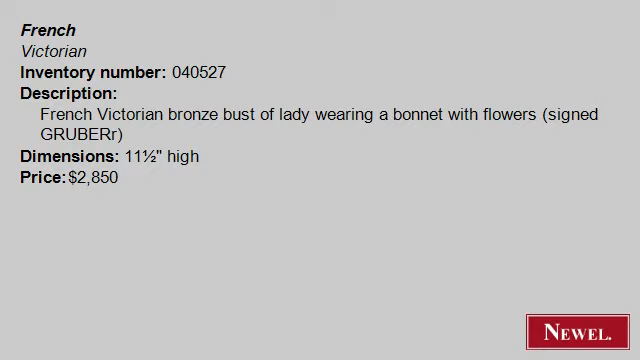 French
Victorian
Inventory number: 040527
Description:
French Victorian bronze bust of lady wearing a bonnet with flowers (signed
GRUBERr)
Dimensions: 11½" high
Price:$2,850
NEWEL.